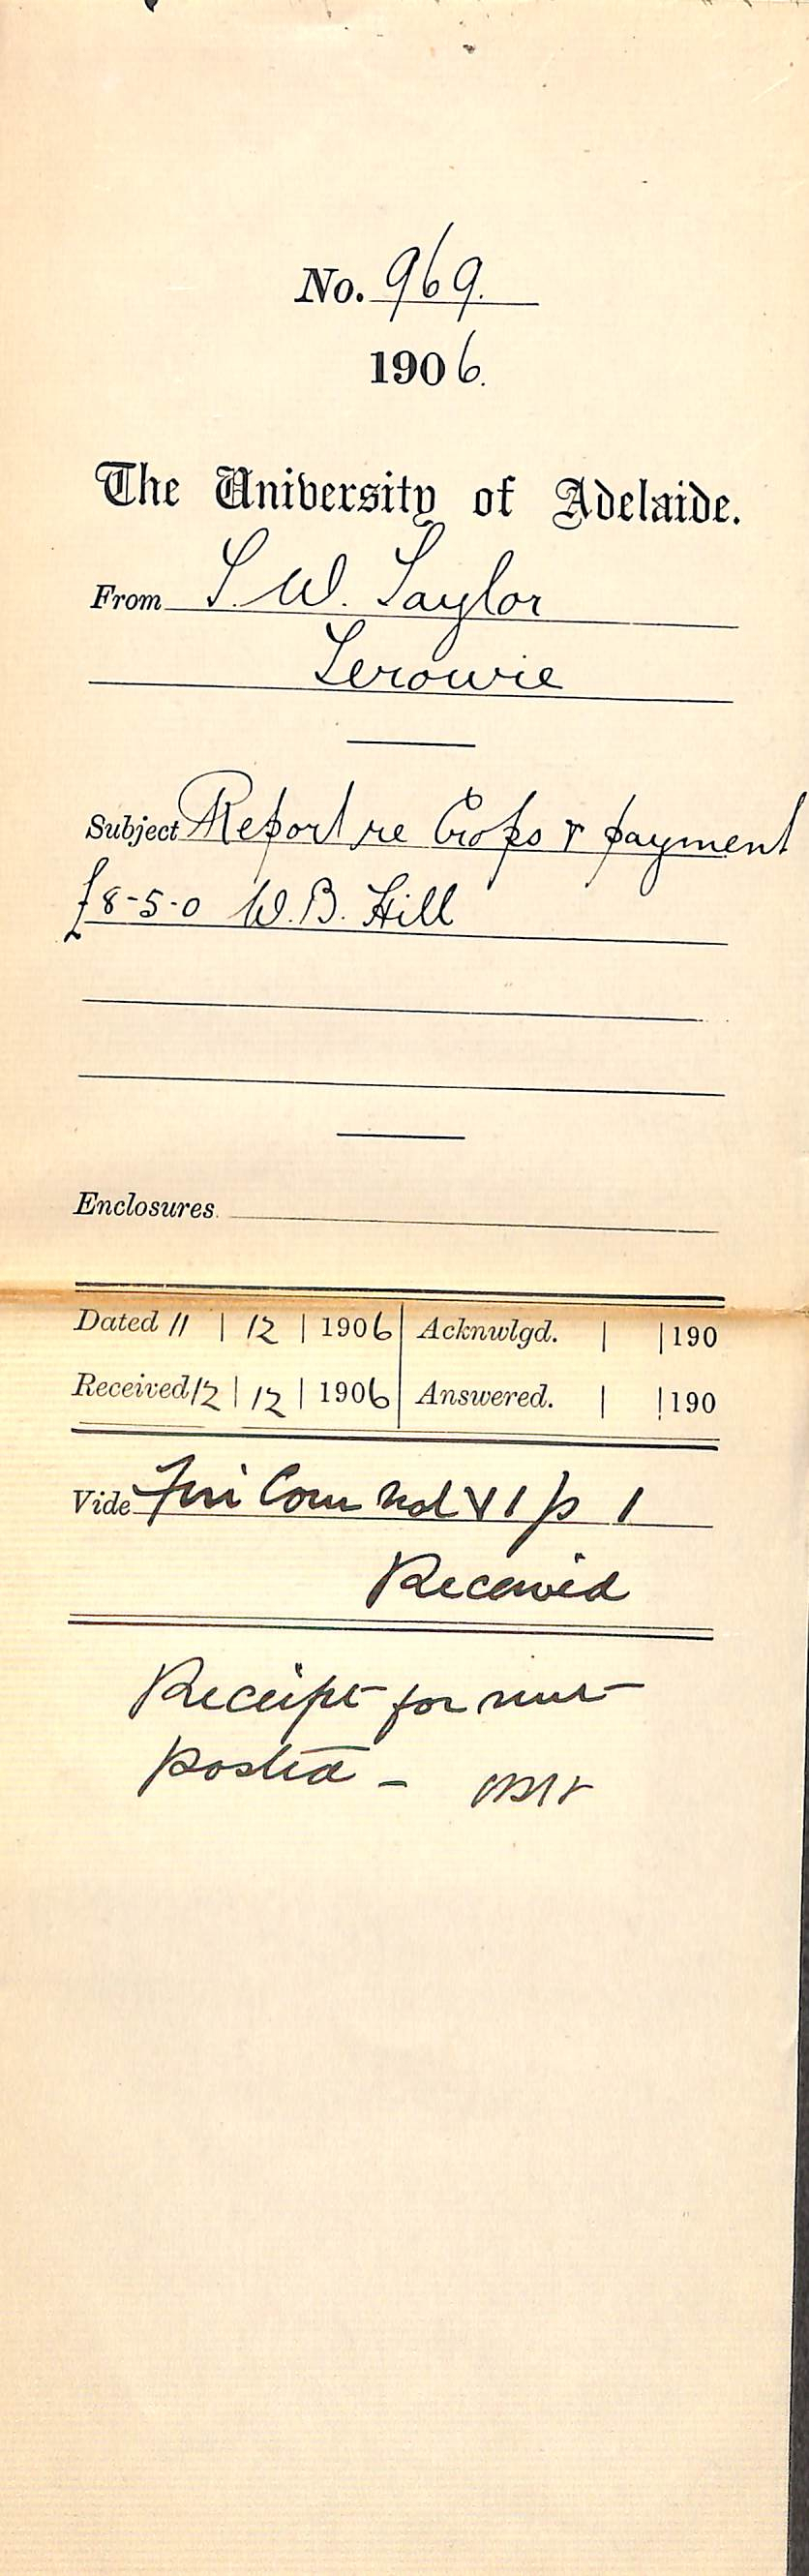 No. 969.
1906.
The University of Adelaide.
From T. W. Taylor
Terowie
Subject Report re Crops & payment
£8-5-0 W. B. Hill
Enclosures.
Dated 11 | 12 | 1906 | Acknwlgd. | | 190
Received 12 | 12 | 1906 | Answered. | | 190
Vide Fin Com Vol VI p 1
Received
Receipt for
posted -